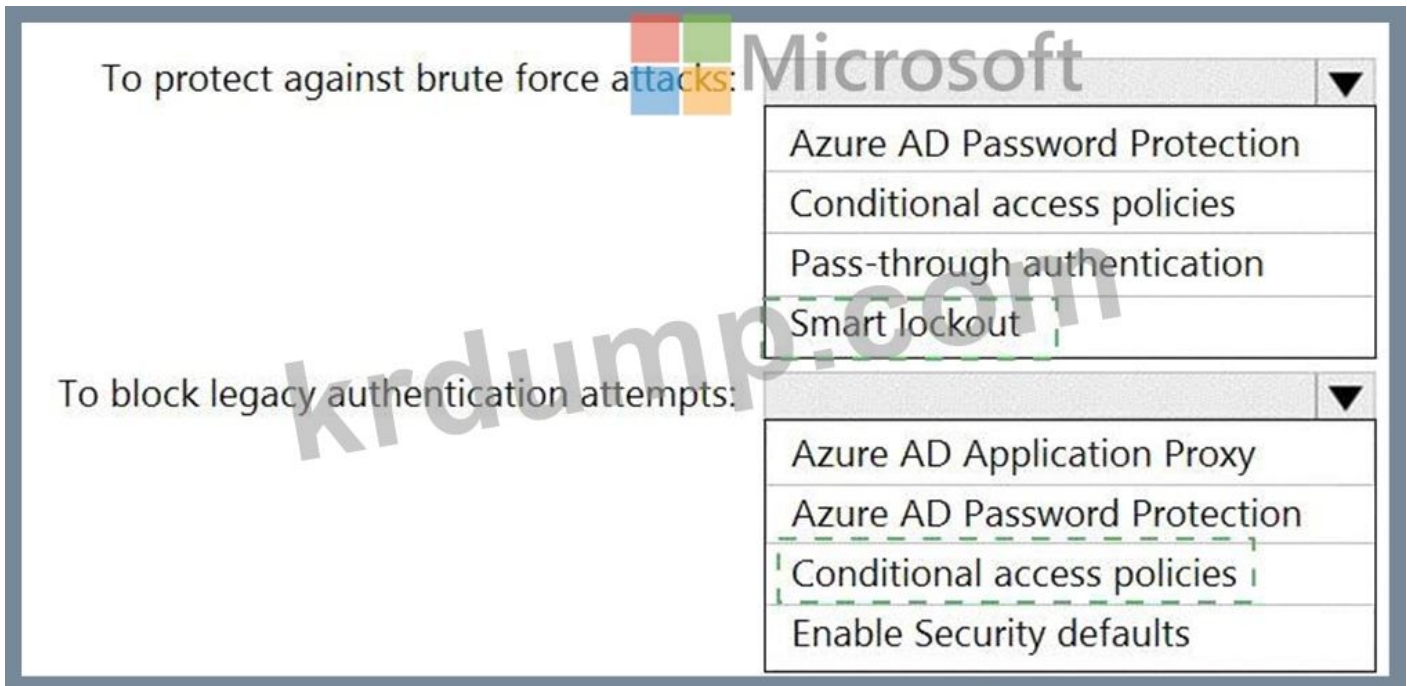 Microsoft
To protect against brute force attacks:
Azure AD Password Protection
Conditional access policies
Pass-through authentication
Smart lockout
krdump.com
To block legacy authentication attempts:
Azure AD Application Proxy
Azure AD Password Protection
Conditional access policies
Enable Security defaults